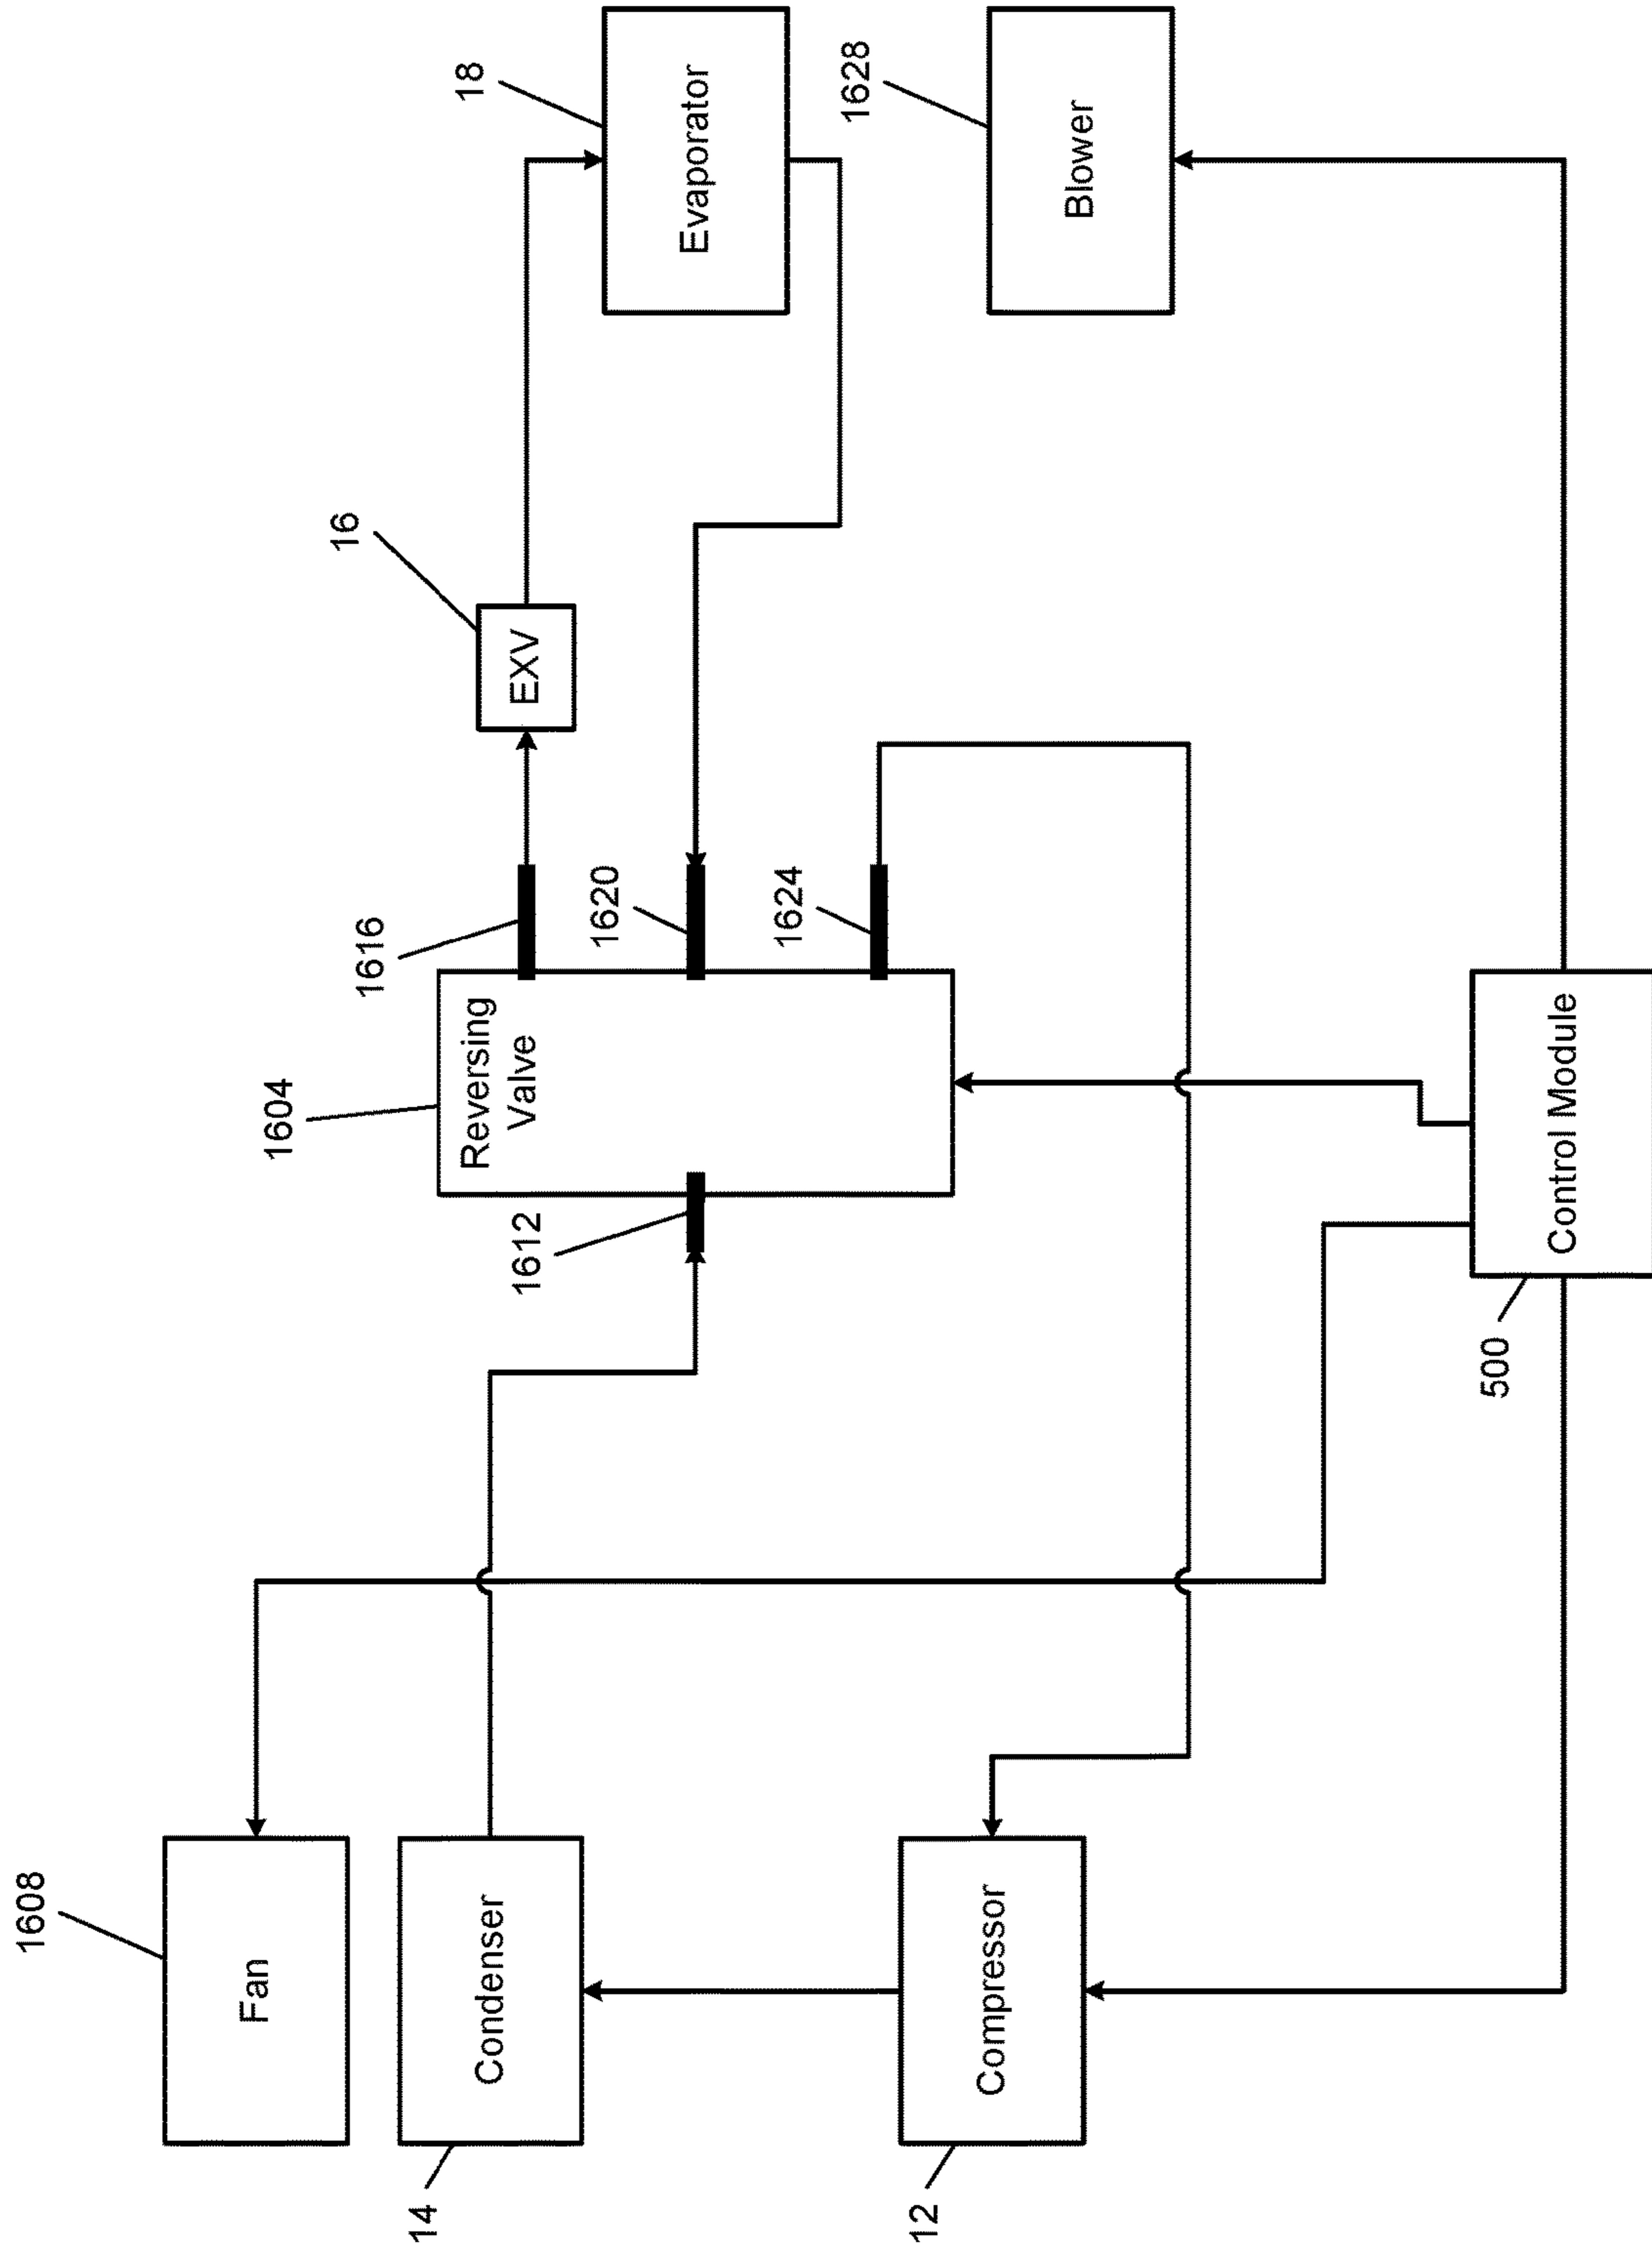 1608
Fan
14
Condenser
12
Compressor
1604
Reversing
Valve
1612
1616
1620
1624
16
EXV
18
Evaporator
1628
Blower
500
Control Module